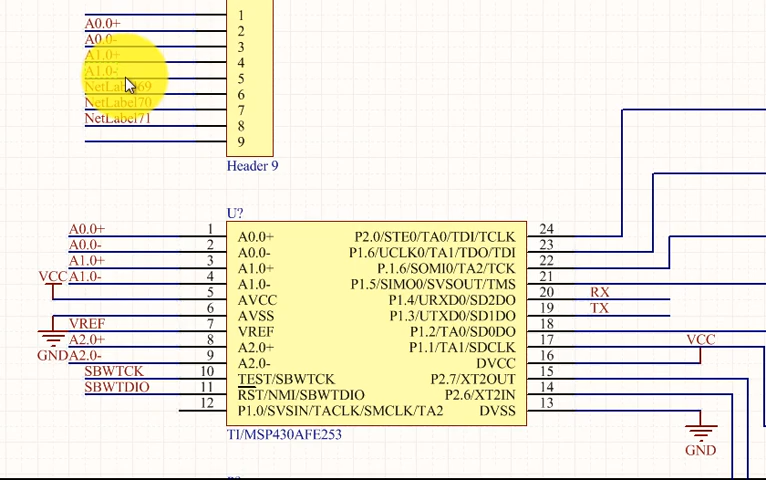 1
A0.0+ 2
A0.0- 3
A1.0+ 4
A1.0- 5
NetLabel69 6
NetLabel70 7
NetLabel71 8
9
Header 9
U?
A0.0+ 1 A0.0+ P2.0/STE0/TA0/TDI/TCLK 24
A0.0- 2 A0.0- P1.6/UCLK0/TA1/TDO/TDI 23
A1.0+ 3 A1.0+ P.1.6/SOMI0/TA2/TCK 22
VCC A1.0- 4 A1.0- P1.5/SIMO0/SVSOUT/TMS 21
5 AVCC P1.4/URXD0/SD2DO 20 RX
6 AVSS P1.3/UTXD0/SD1DO 19 TX
VREF 7 VREF P1.2/TA0/SD0DO 18
A2.0+ 8 A2.0+ P1.1/TA1/SDCLK 17 VCC
GND A2.0- 9 A2.0- DVCC 16
SBWTCK 10 TEST/SBWTCK P2.7/XT2OUT 15
SBWTDIO 11 RST/NMI/SBWTDIO P2.6/XT2IN 14
12 P1.0/SVSIN/TACLK/SMCLK/TA2 DVSS 13
TI/MSP430AFE253
GND